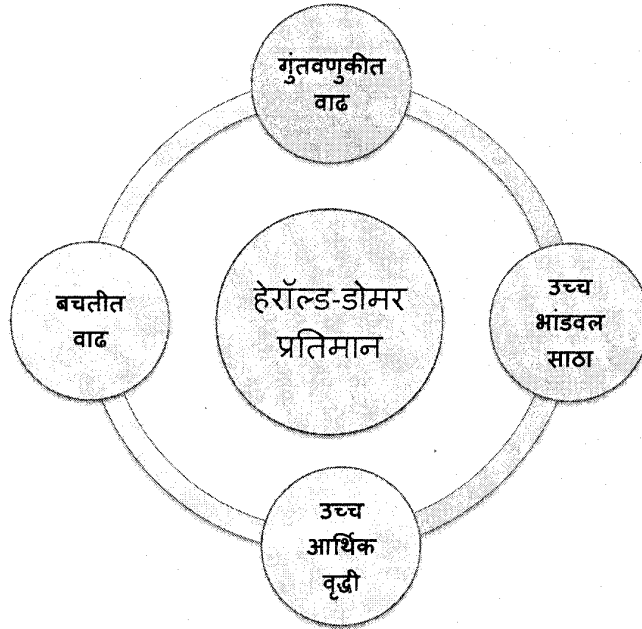 गुंतवणुकीत
वाढ
बचतीत
वाढ
हेरॉल्ड-डोमर
प्रतिमान
उच्च
भांडवल
साठा
उच्च
आर्थिक
वृद्धी